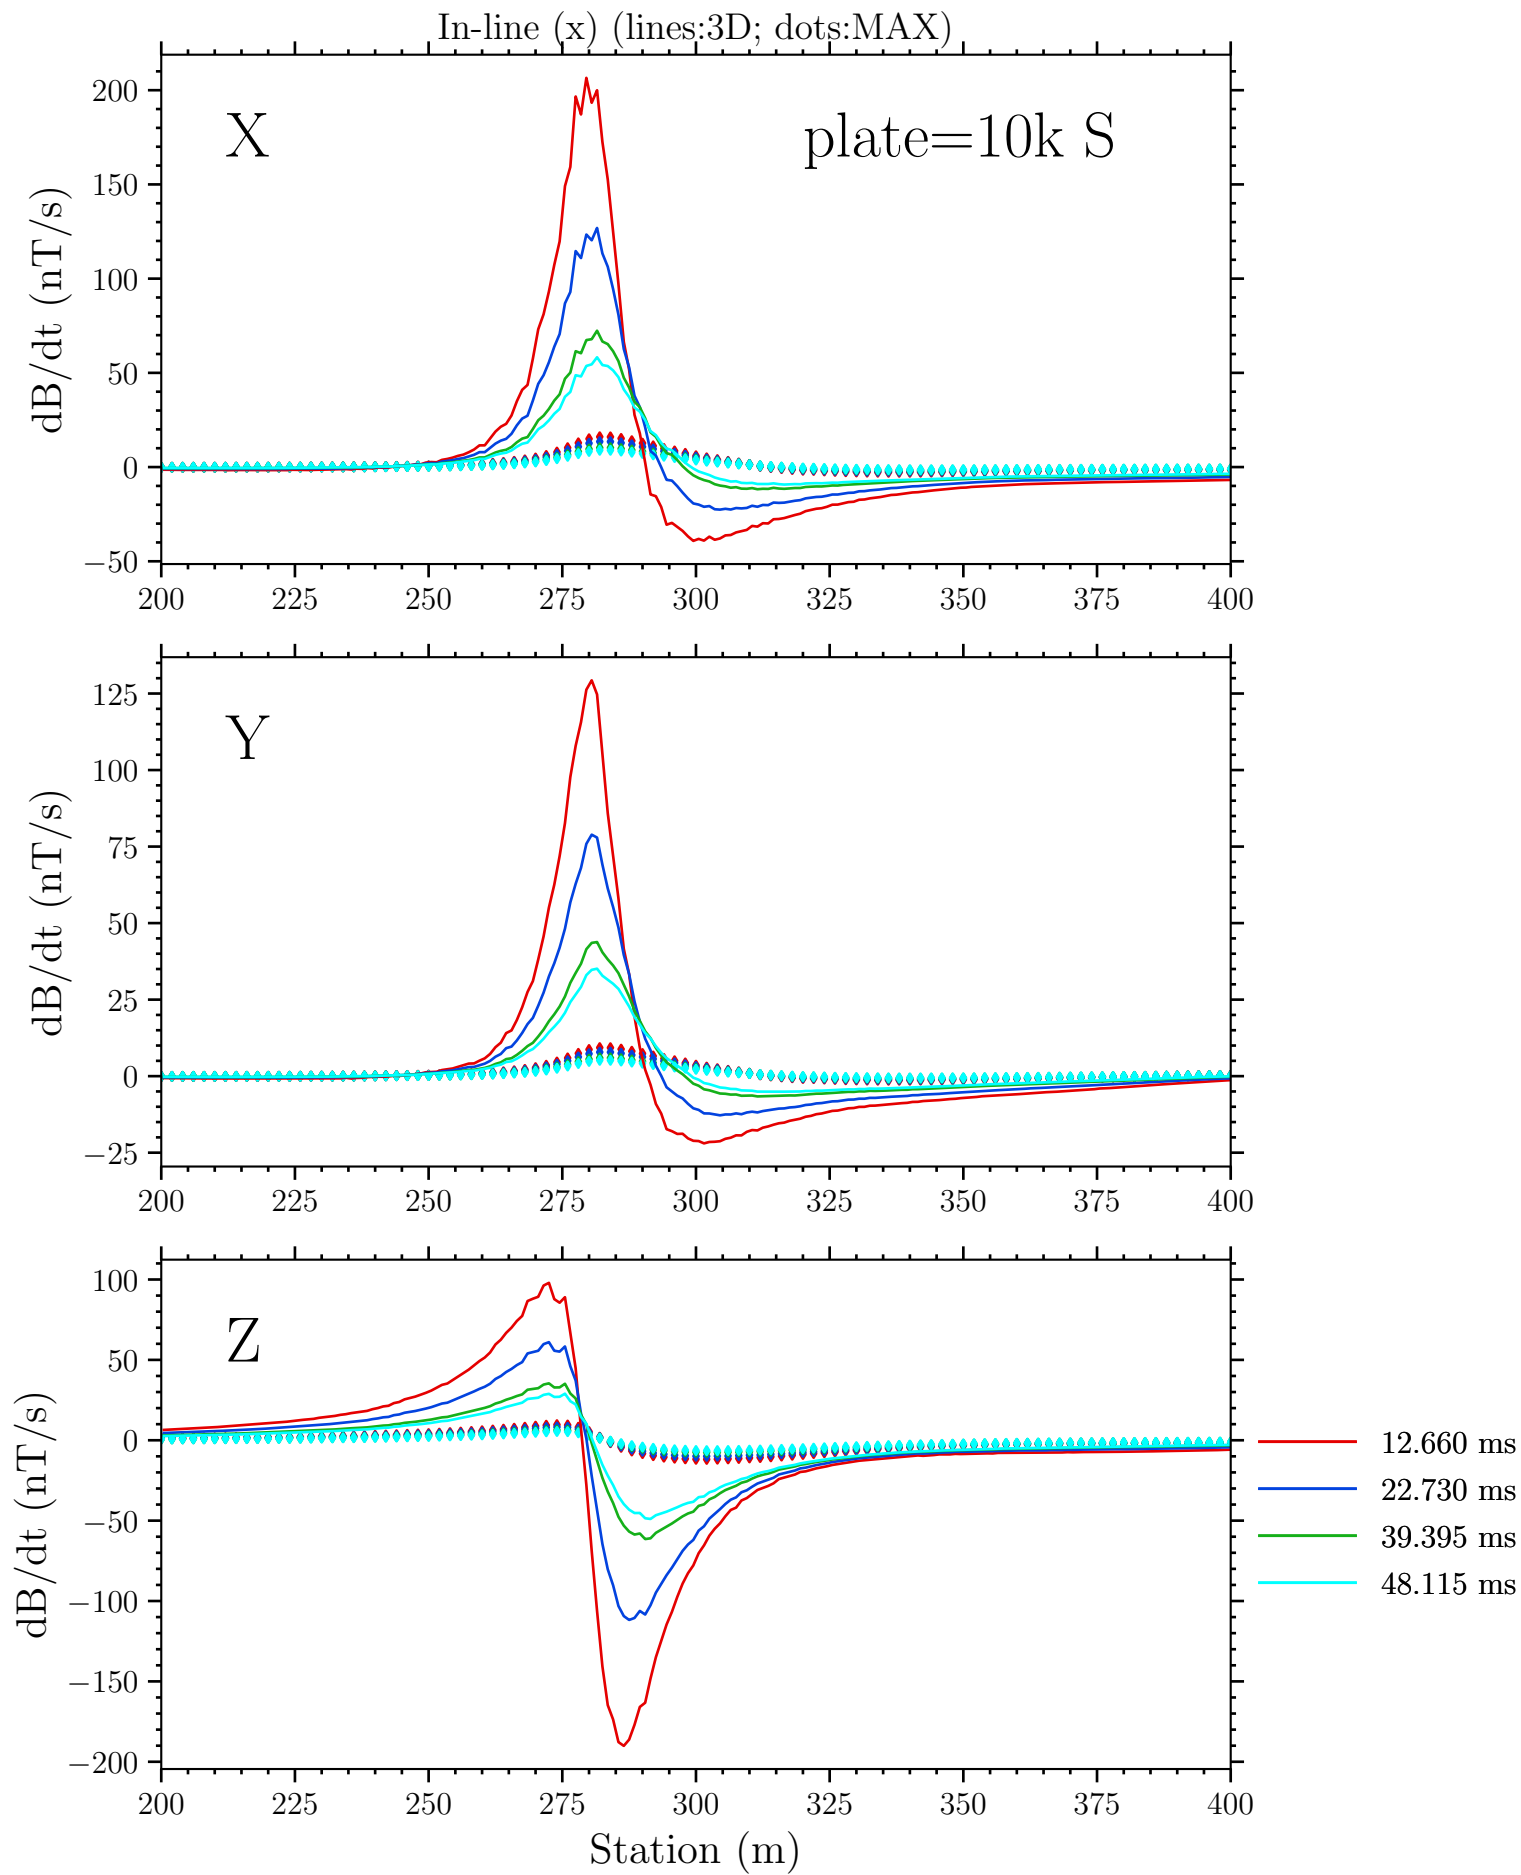 In-line (x) (lines:3D; dots:MAX)
X
plate=10k S
dB/dt (nT/s)
200
150
100
50
0
−50
200 225 250 275 300 325 350 375 400
Y
dB/dt (nT/s)
125
100
75
50
25
0
−25
200 225 250 275 300 325 350 375 400
Z
dB/dt (nT/s)
100
50
0
−50
−100
−150
−200
200 225 250 275 300 325 350 375 400
Station (m)
12.660 ms
22.730 ms
39.395 ms
48.115 ms